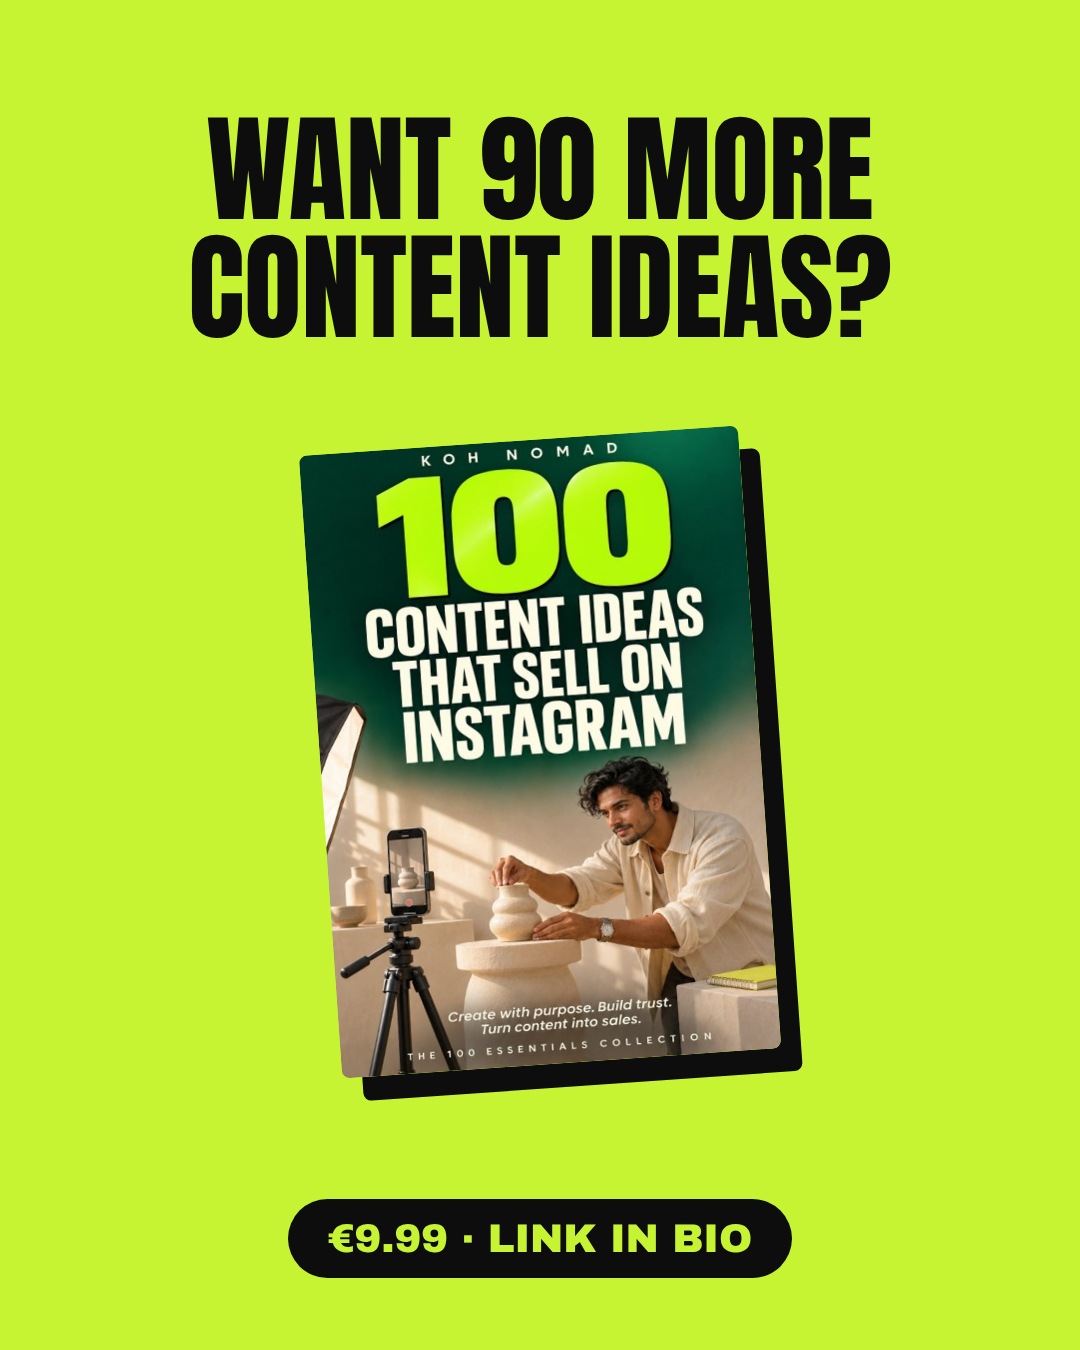 WANT 90 MORE
CONTENT IDEAS?
KOH NOMAD
100
CONTENT IDEAS
THAT SELL ON
INSTAGRAM
Create with purpose. Build trust.
Turn content into sales.
THE 100 ESSENTIALS COLLECTION
€9.99 · LINK IN BIO